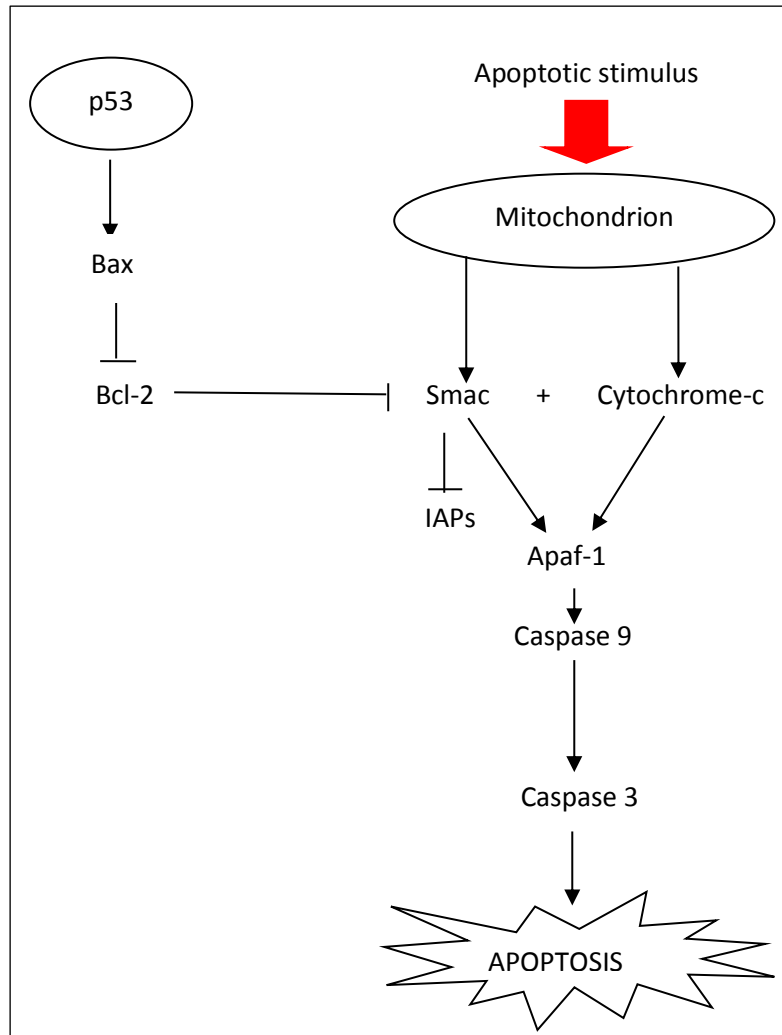 p53
Apoptotic stimulus
Mitochondrion
Bax
Bcl-2
Smac + Cytochrome-c
IAPs
Apaf-1
Caspase 9
Caspase 3
APOPTOSIS